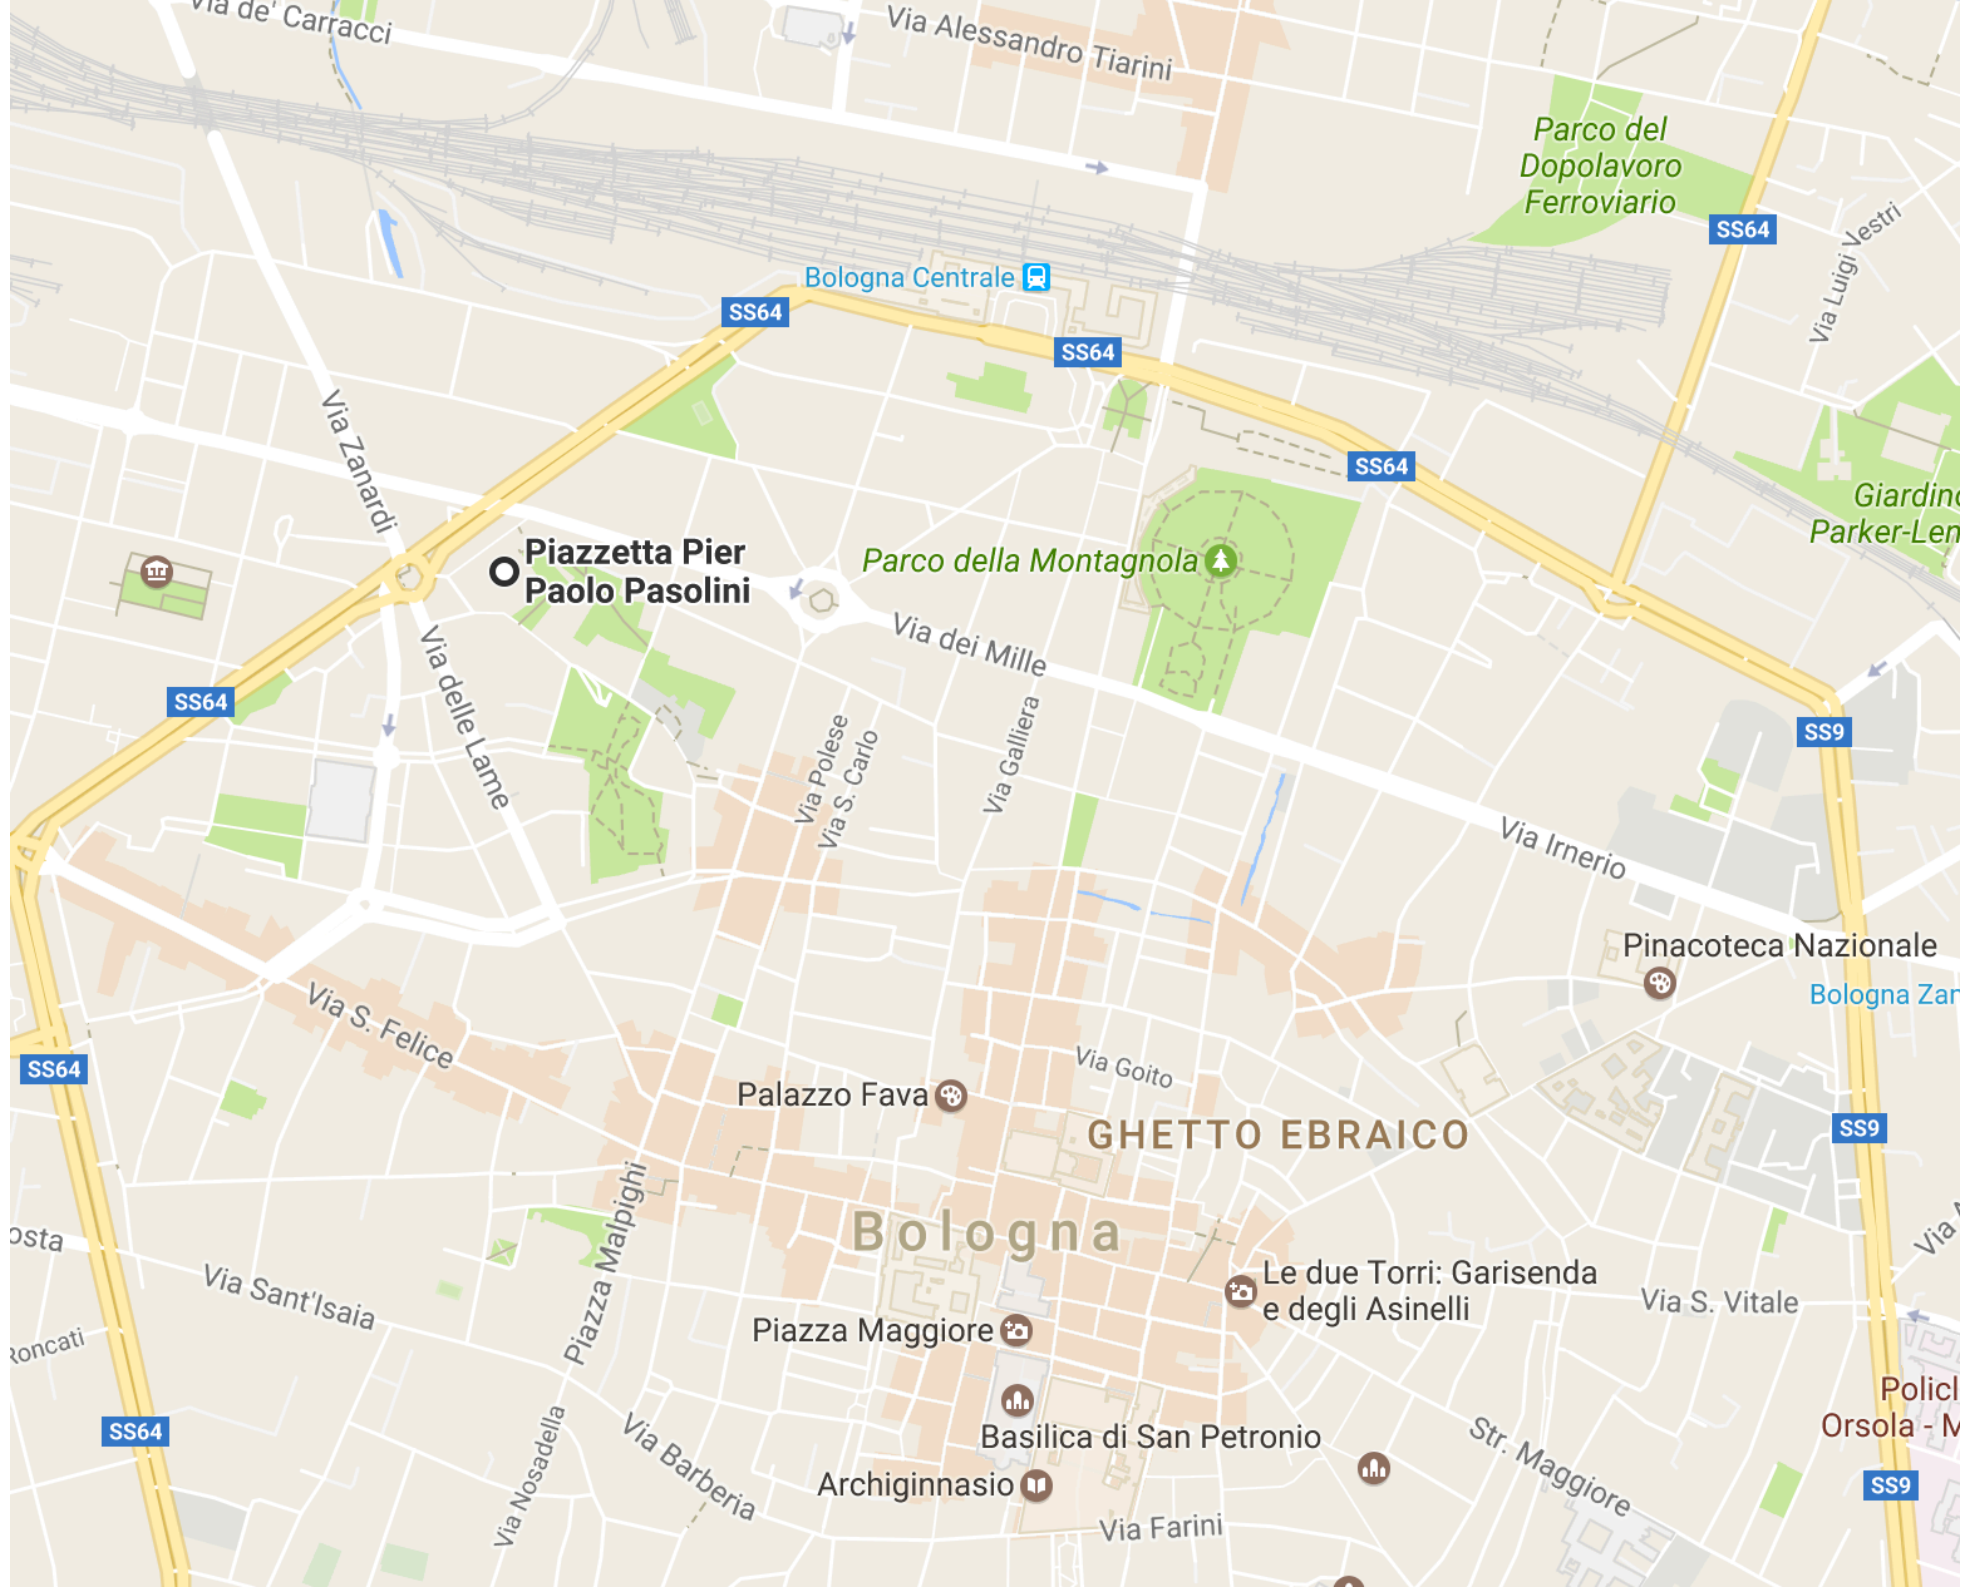 Via de' Carracci
Via Alessandro Tiarini
Parco del
Dopolavoro
Ferroviario
SS64
Via Luigi Vestri
Bologna Centrale
SS64
SS64
Via Zanardi
SS64
Giardino
Parker-Len
Piazzetta Pier
Paolo Pasolini
Parco della Montagnola
Via dei Mille
Via delle Lame
SS64
Via Polese
Via S. Carlo
Via Galliera
SS9
Via Irnerio
Pinacoteca Nazionale
Bologna Zan
Via S. Felice
SS64
Via Goito
Palazzo Fava
GHETTO EBRAICO
SS9
Piazza Malpighi
Bologna
osta
Via A
Via Sant'Isaia
Le due Torri: Garisenda
e degli Asinelli
Via S. Vitale
Roncati
Piazza Maggiore
Policl
Orsola - M
SS64
Via Nosadella
Via Barberia
Basilica di San Petronio
Str. Maggiore
Archiginnasio
SS9
Via Farini